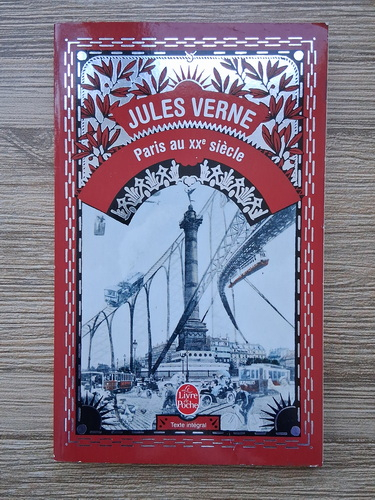 JULES VERNE
Paris au XXe siècle
Le
Livre
de
Poche
Texte intégral